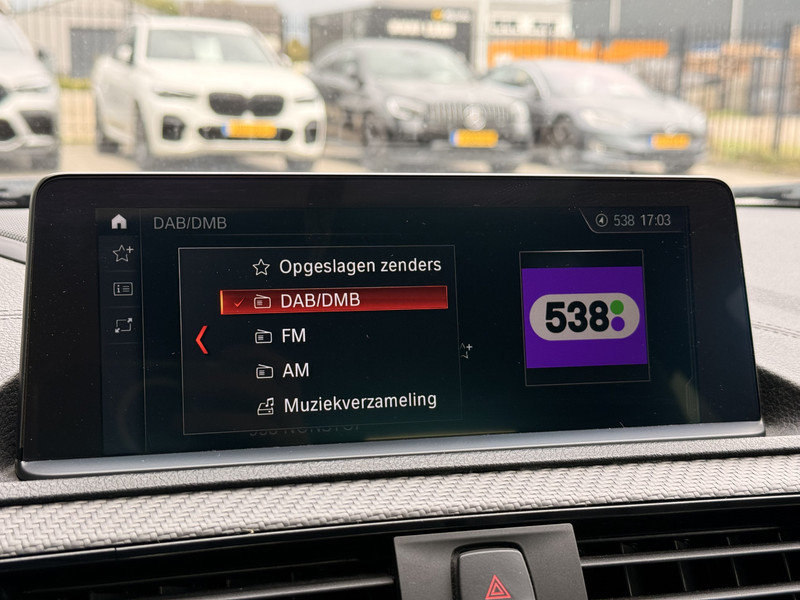 DAB/DMB
538 17:03
Opgeslagen zenders
DAB/DMB
FM
AM
Muziekverzameling
538